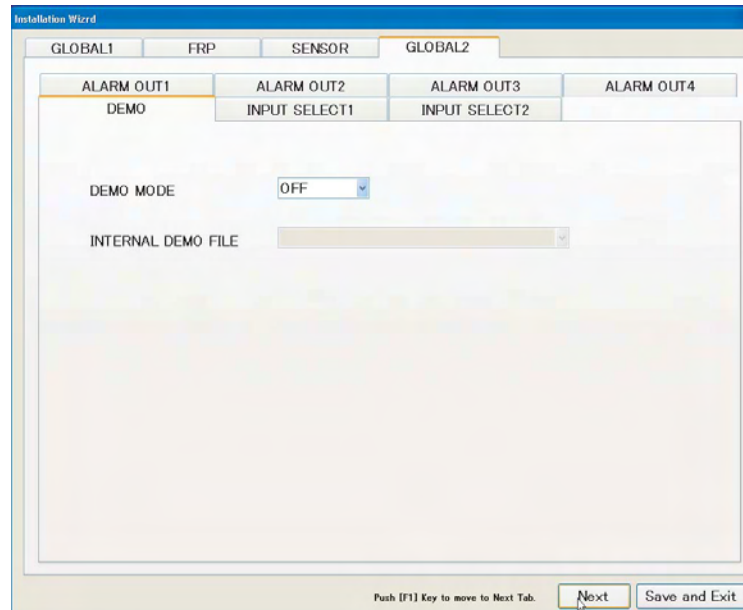 Installation Wizrd
GLOBAL1 FRP SENSOR GLOBAL2
ALARM OUT1 ALARM OUT2 ALARM OUT3 ALARM OUT4
DEMO INPUT SELECT1 INPUT SELECT2
DEMO MODE OFF
INTERNAL DEMO FILE
Push [F1] Key to move to Next Tab. Next Save and Exit